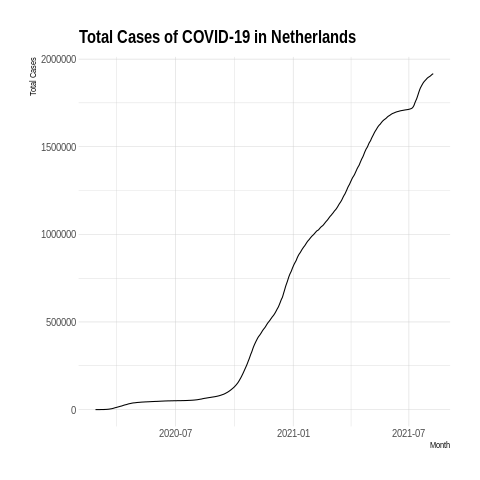 Total Cases of COVID-19 in Netherlands
Total Cases
2000000
1500000
1000000
500000
0
2020-07 2021-01 2021-07
Month